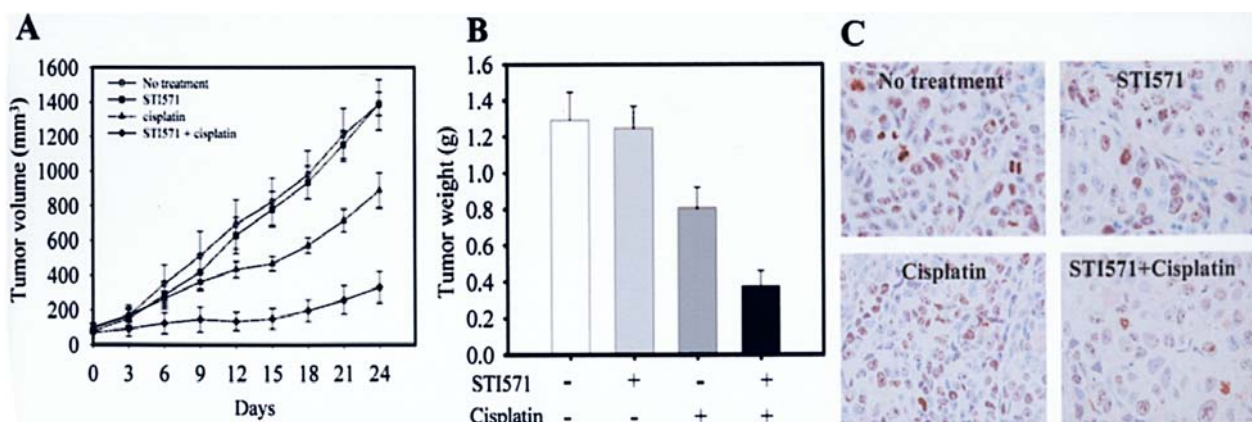 A
1600
1400
1200
1000
800
600
400
200
0
Tumor volume (mm³)
No treatment
STI571
cisplatin
STI571 + cisplatin
0 3 6 9 12 15 18 21 24
Days
B
1.6
1.4
1.2
1.0
0.8
0.6
0.4
0.2
0.0
Tumor weight (g)
STI571 - + - +
Cisplatin - - + +
C
No treatment
STI571
Cisplatin
STI571+Cisplatin